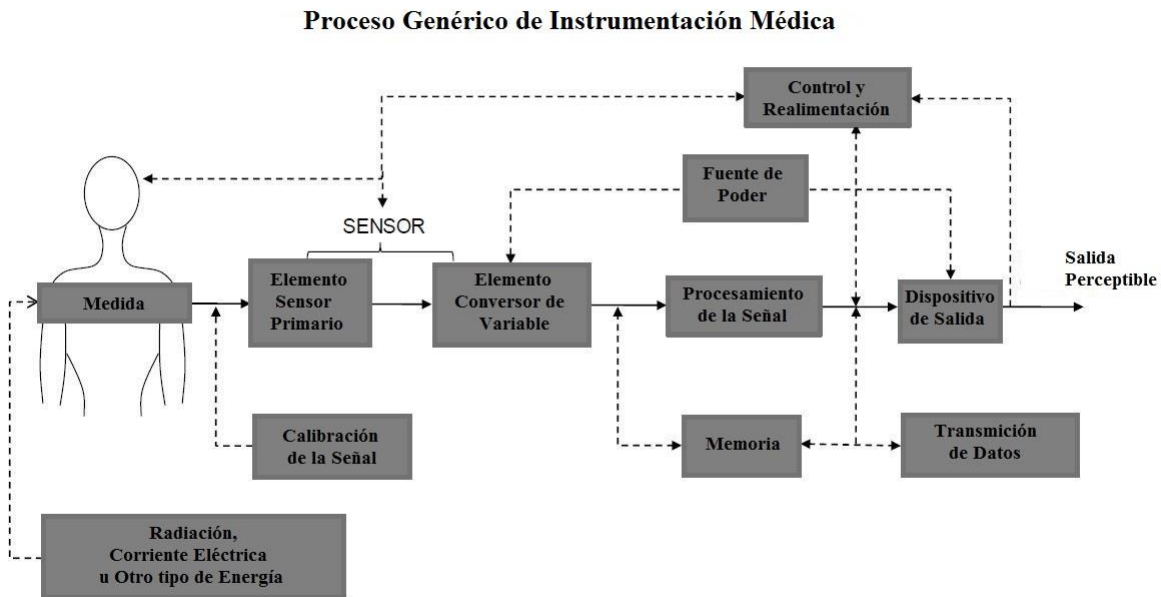 Proceso Genérico de Instrumentación Médica
Control y
Realimentación
Fuente de
Poder
SENSOR
Salida
Perceptible
Medida
Elemento
Sensor
Primario
Elemento
Conversor de
Variable
Procesamiento
de la Señal
Dispositivo
de Salida
Calibración
de la Señal
Memoria
Transmición
de Datos
Radiación,
Corriente Eléctrica
u Otro tipo de Energía